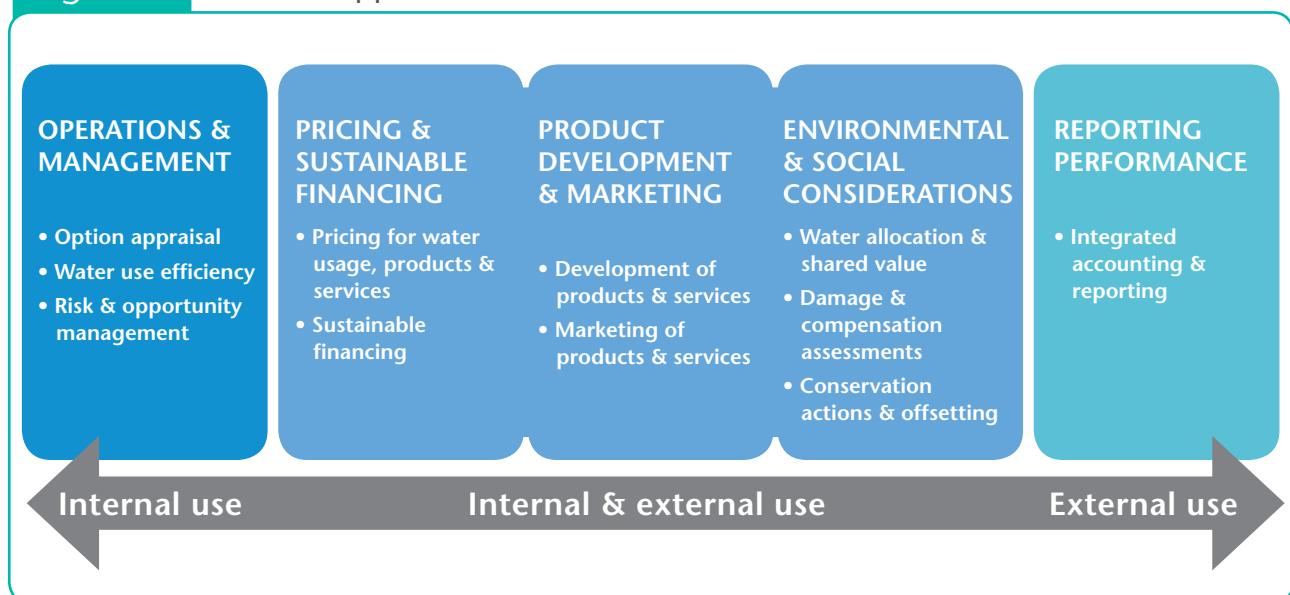 OPERATIONS &
MANAGEMENT
• Option appraisal
• Water use efficiency
• Risk & opportunity
management
PRICING &
SUSTAINABLE
FINANCING
• Pricing for water
usage, products &
services
• Sustainable
financing
PRODUCT
DEVELOPMENT
& MARKETING
• Development of
products & services
• Marketing of
products & services
ENVIRONMENTAL
& SOCIAL
CONSIDERATIONS
• Water allocation &
shared value
• Damage &
compensation
assessments
• Conservation
actions & offsetting
REPORTING
PERFORMANCE
• Integrated
accounting &
reporting
Internal use
Internal & external use
External use